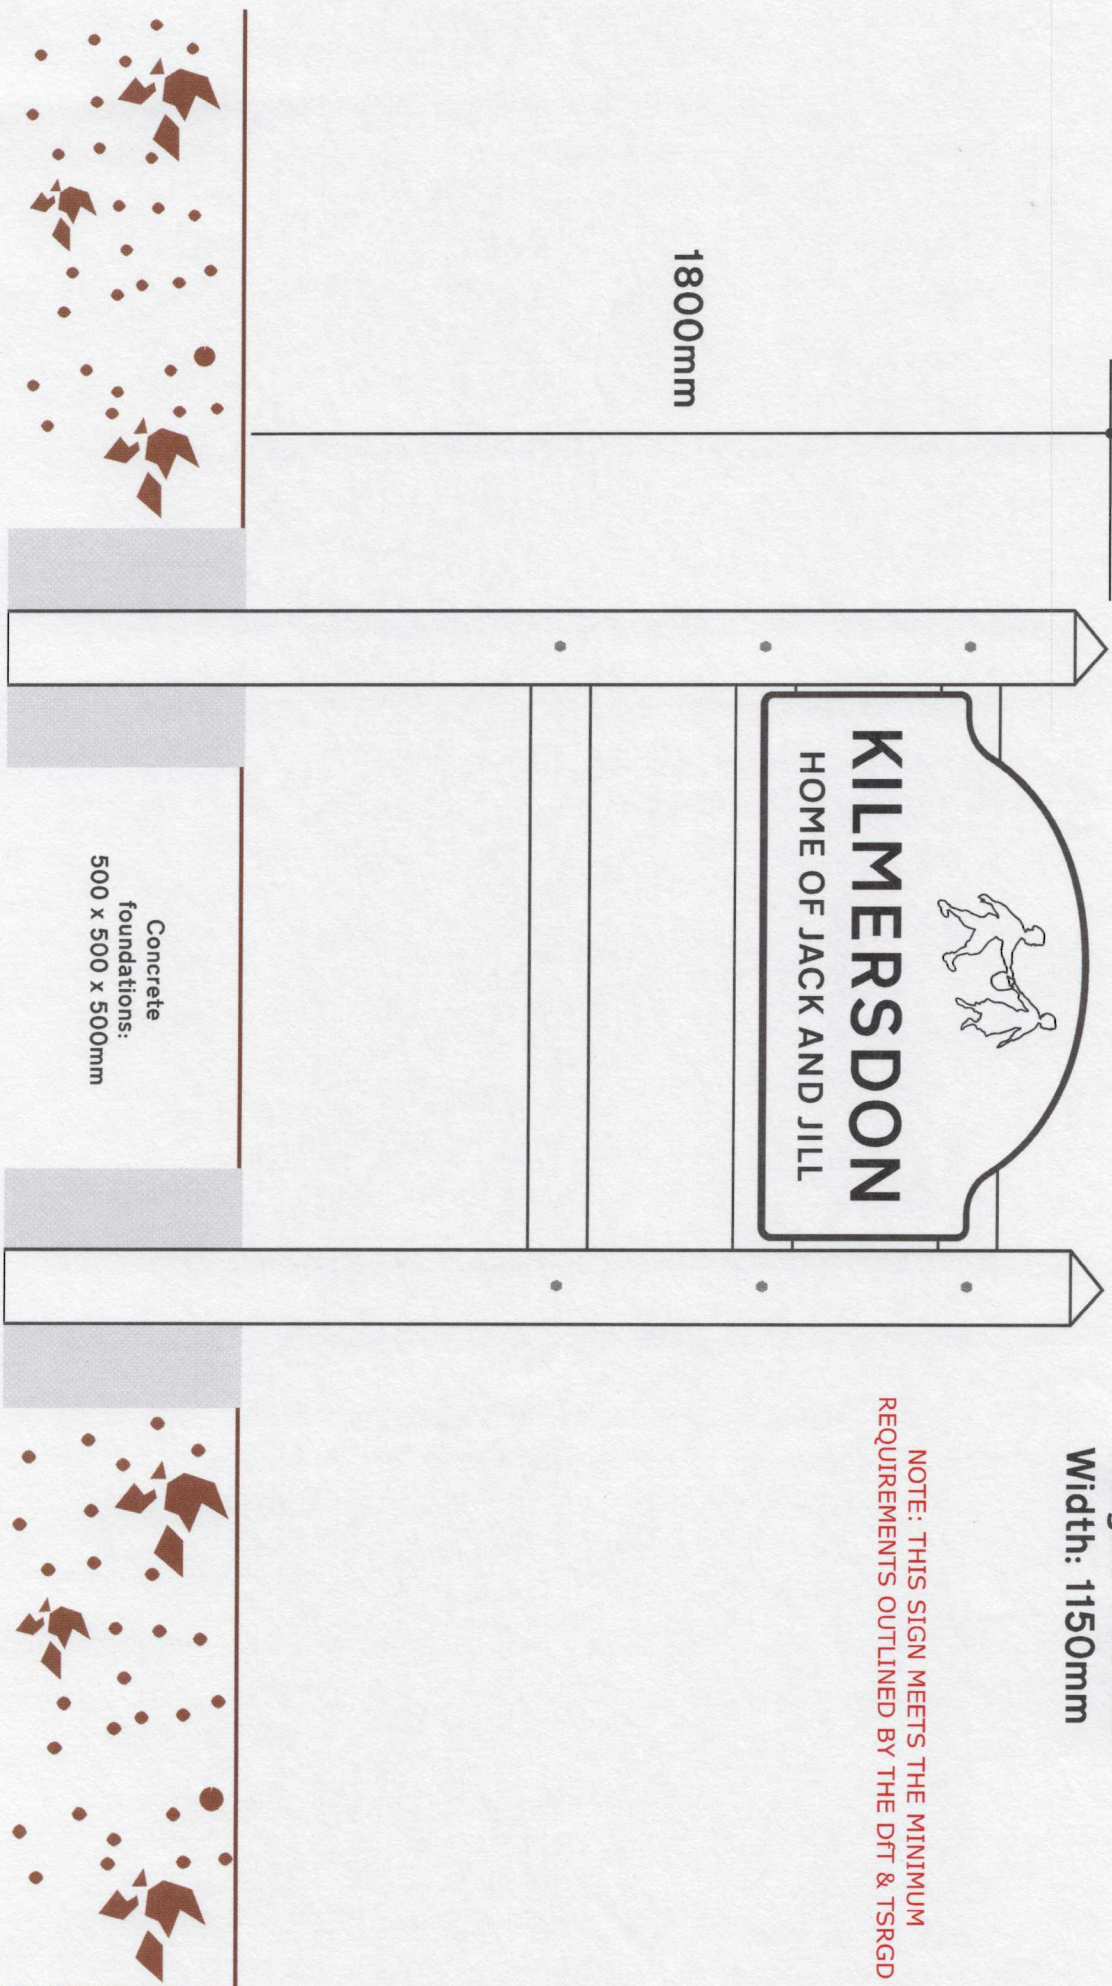 Width: 1150mm
1800mm
KILMERSDON
HOME OF JACK AND JILL
NOTE: THIS SIGN MEETS THE MINIMUM
REQUIREMENTS OUTLINED BY THE DfT & TSRGD
Concrete
foundations:
500 x 500 x 500mm